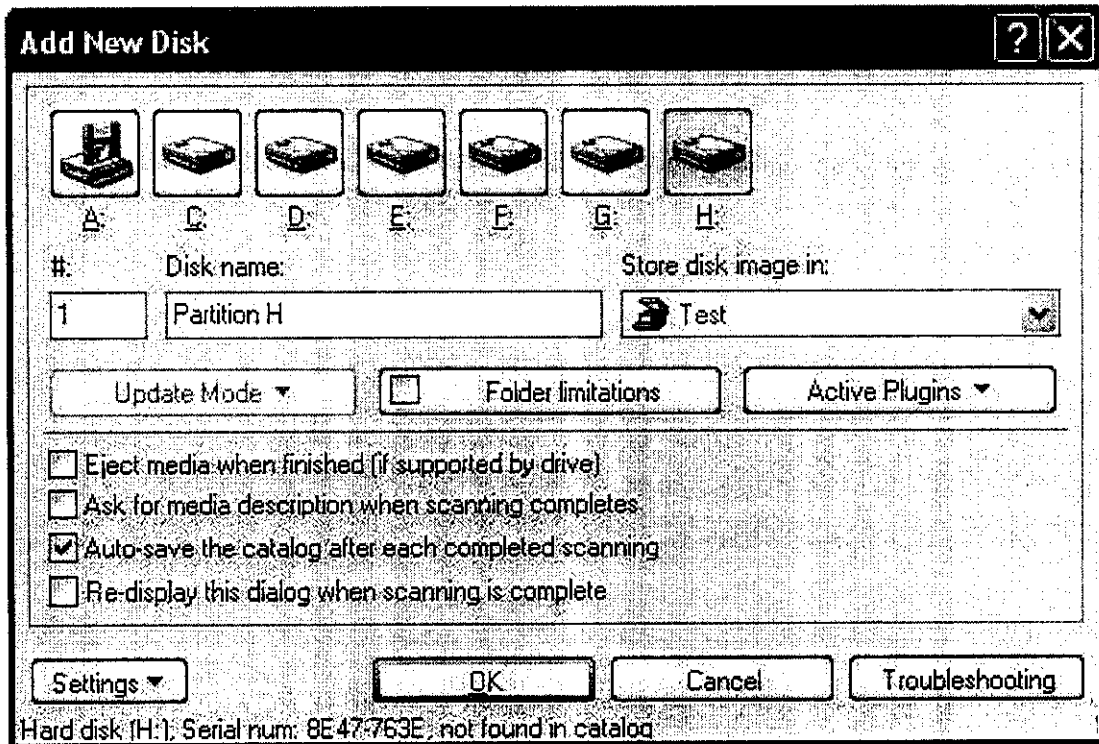 Add New Disk
A: C: D: E: F: G: H:
#: Disk name: Store disk image in:
1 Partition H Test
Update Mode Folder limitations Active Plugins
Eject media when finished (if supported by drive)
Ask for media description when scanning completes
Auto-save the catalog after each completed scanning
Re-display this dialog when scanning is complete
Settings OK Cancel Troubleshooting
Hard disk (H:); Serial num: 8E47-763E; not found in catalog